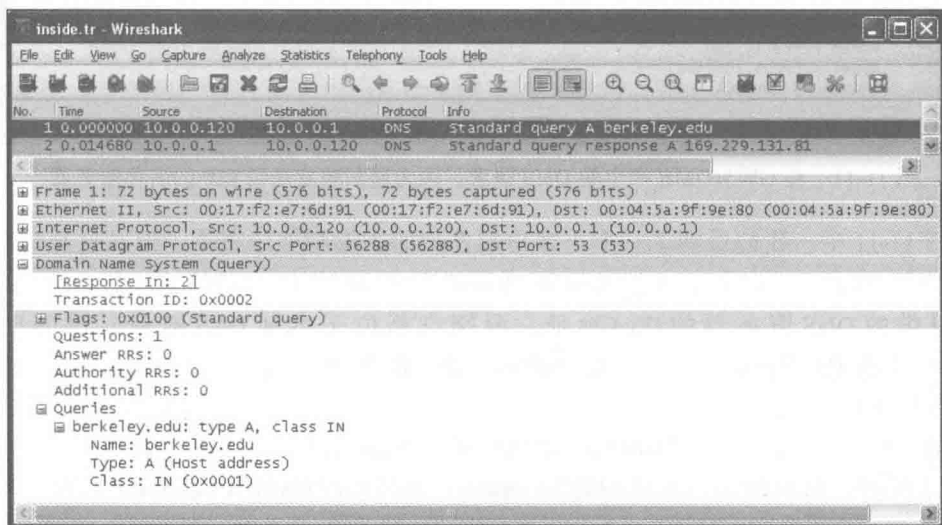 inside.tr - Wireshark
File Edit View Go Capture Analyze Statistics Telephony Tools Help
No. Time Source Destination Protocol Info
1 0.000000 10.0.0.120 10.0.0.1 DNS Standard query A berkeley.edu
2 0.014680 10.0.0.1 10.0.0.120 DNS Standard query response A 169.229.131.81
Frame 1: 72 bytes on wire (576 bits), 72 bytes captured (576 bits)
Ethernet II, Src: 00:17:f2:e7:6d:91 (00:17:f2:e7:6d:91), Dst: 00:04:5a:9f:9e:80 (00:04:5a:9f:9e:80)
Internet Protocol, Src: 10.0.0.120 (10.0.0.120), Dst: 10.0.0.1 (10.0.0.1)
User Datagram Protocol, Src Port: 56288 (56288), Dst Port: 53 (53)
Domain Name System (query)
[Response In: 2]
Transaction ID: 0x0002
Flags: 0x0100 (Standard query)
Questions: 1
Answer RRs: 0
Authority RRs: 0
Additional RRs: 0
Queries
berkeley.edu: type A, class IN
Name: berkeley.edu
Type: A (Host address)
Class: IN (0x0001)